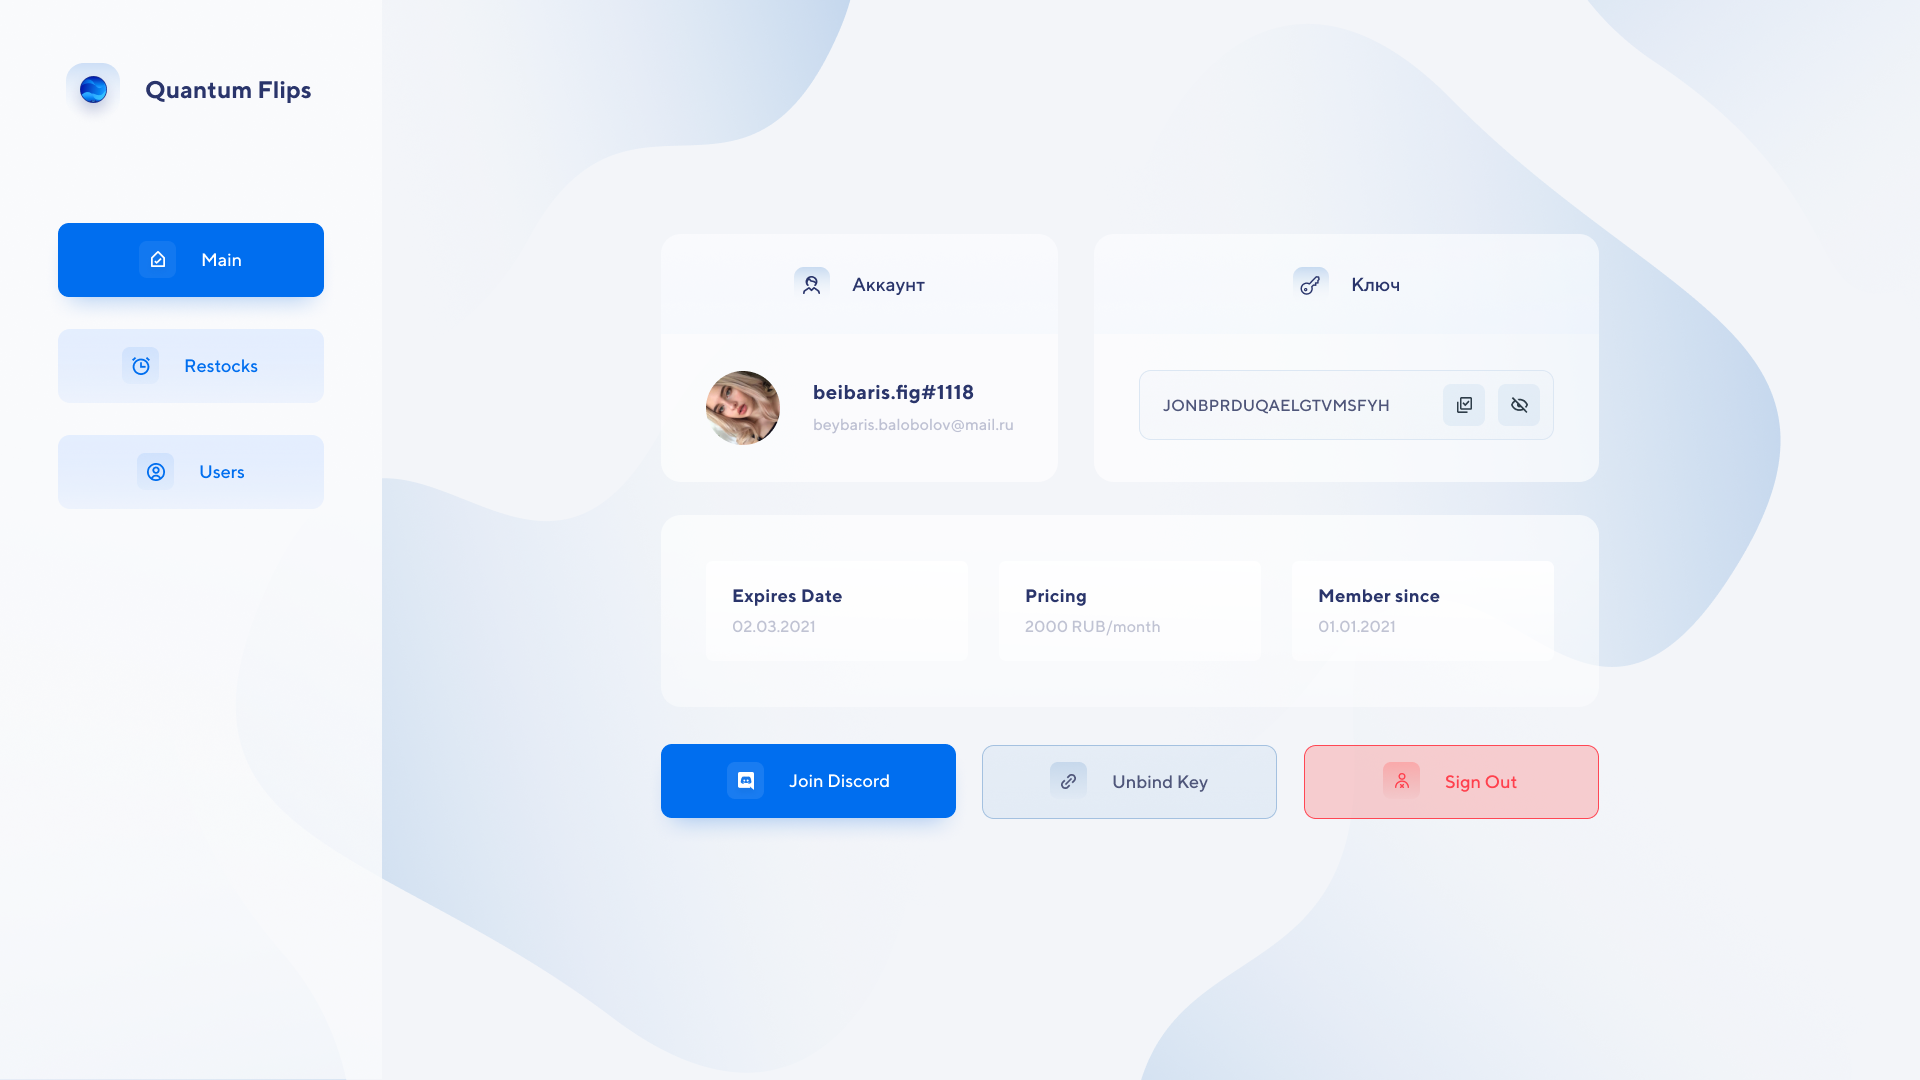 Quantum Flips
Main
Restocks
Users
Аккаунт
beibaris.fig#1118
beybaris.balobolov@mail.ru
Ключ
JONBPRDUQAELGTVMSFYH
Expires Date
02.03.2021
Pricing
2000 RUB/month
Member since
01.01.2021
Join Discord
Unbind Key
Sign Out